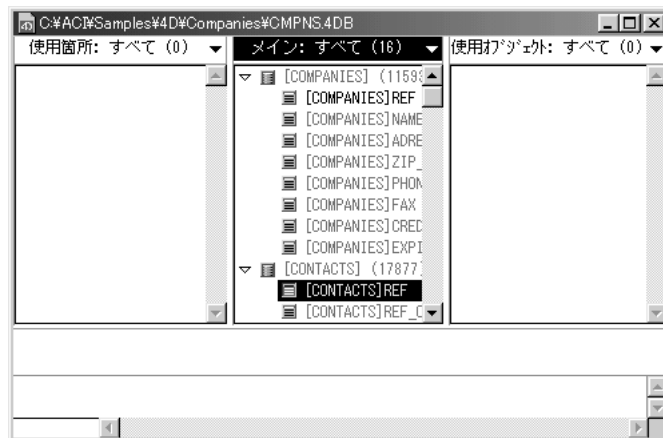 C:¥ACI¥Samples¥4D¥Companies¥CMPNS.4DB
使用箇所: すべて (0)
メイン: すべて (16)
使用ｵﾌﾞｼﾞｪｸﾄ: すべて (0)
[COMPANIES] (11593
[COMPANIES]REF
[COMPANIES]NAME
[COMPANIES]ADRE
[COMPANIES]ZIP_
[COMPANIES]PHON
[COMPANIES]FAX
[COMPANIES]CRED
[COMPANIES]EXPI
[CONTACTS] (17877)
[CONTACTS]REF
[CONTACTS]REF_C